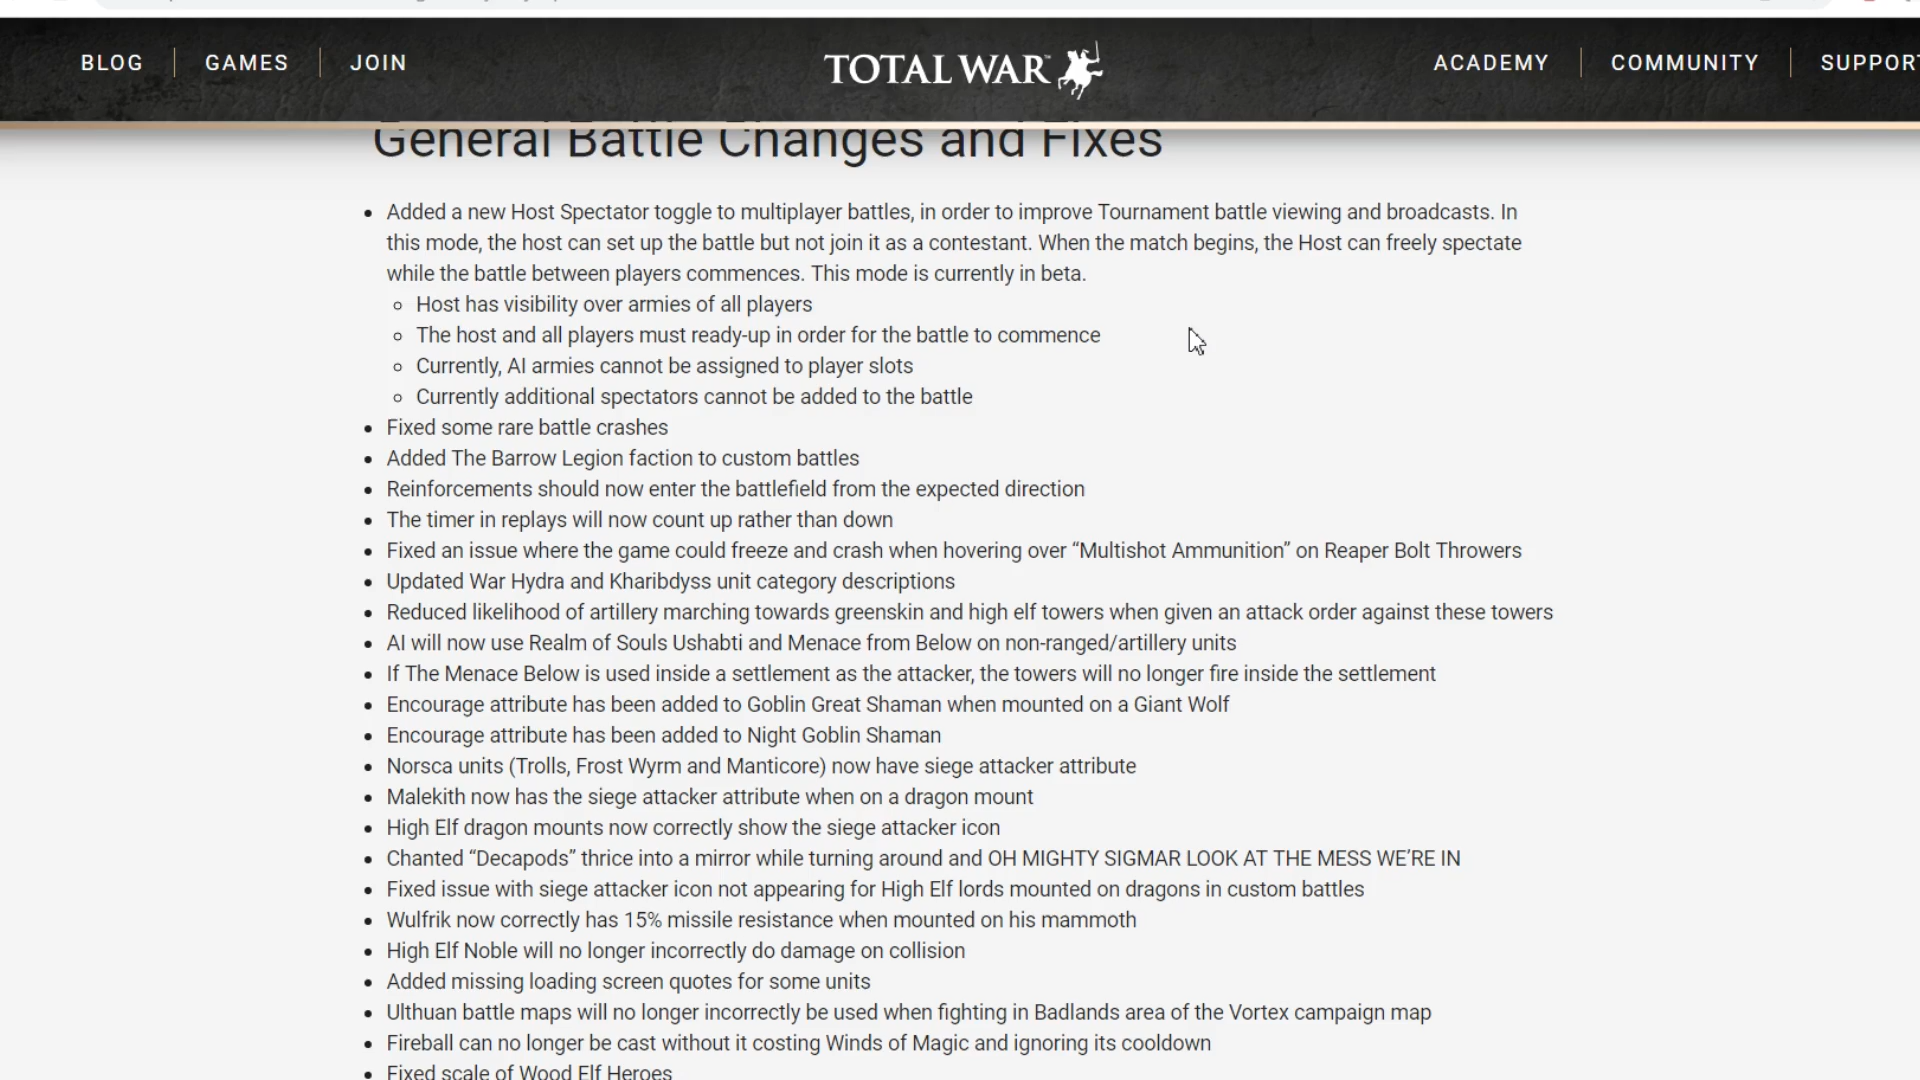 BLOG GAMES JOIN TOTAL WAR ACADEMY COMMUNITY SUPPORT
General Battle Changes and Fixes
Added a new Host Spectator toggle to multiplayer battles, in order to improve Tournament battle viewing and broadcasts. In
this mode, the host can set up the battle but not join it as a contestant. When the match begins, the Host can freely spectate
while the battle between players commences. This mode is currently in beta.
Host has visibility over armies of all players
The host and all players must ready-up in order for the battle to commence
Currently, AI armies cannot be assigned to player slots
Currently additional spectators cannot be added to the battle
Fixed some rare battle crashes
Added The Barrow Legion faction to custom battles
Reinforcements should now enter the battlefield from the expected direction
The timer in replays will now count up rather than down
Fixed an issue where the game could freeze and crash when hovering over “Multishot Ammunition” on Reaper Bolt Throwers
Updated War Hydra and Kharibdyss unit category descriptions
Reduced likelihood of artillery marching towards greenskin and high elf towers when given an attack order against these towers
AI will now use Realm of Souls Ushabti and Menace from Below on non-ranged/artillery units
If The Menace Below is used inside a settlement as the attacker, the towers will no longer fire inside the settlement
Encourage attribute has been added to Goblin Great Shaman when mounted on a Giant Wolf
Encourage attribute has been added to Night Goblin Shaman
Norsca units (Trolls, Frost Wyrm and Manticore) now have siege attacker attribute
Malekith now has the siege attacker attribute when on a dragon mount
High Elf dragon mounts now correctly show the siege attacker icon
Chanted “Decapods” thrice into a mirror while turning around and OH MIGHTY SIGMAR LOOK AT THE MESS WE’RE IN
Fixed issue with siege attacker icon not appearing for High Elf lords mounted on dragons in custom battles
Wulfrik now correctly has 15% missile resistance when mounted on his mammoth
High Elf Noble will no longer incorrectly do damage on collision
Added missing loading screen quotes for some units
Ulthuan battle maps will no longer incorrectly be used when fighting in Badlands area of the Vortex campaign map
Fireball can no longer be cast without it costing Winds of Magic and ignoring its cooldown
Fixed scale of Wood Elf Heroes